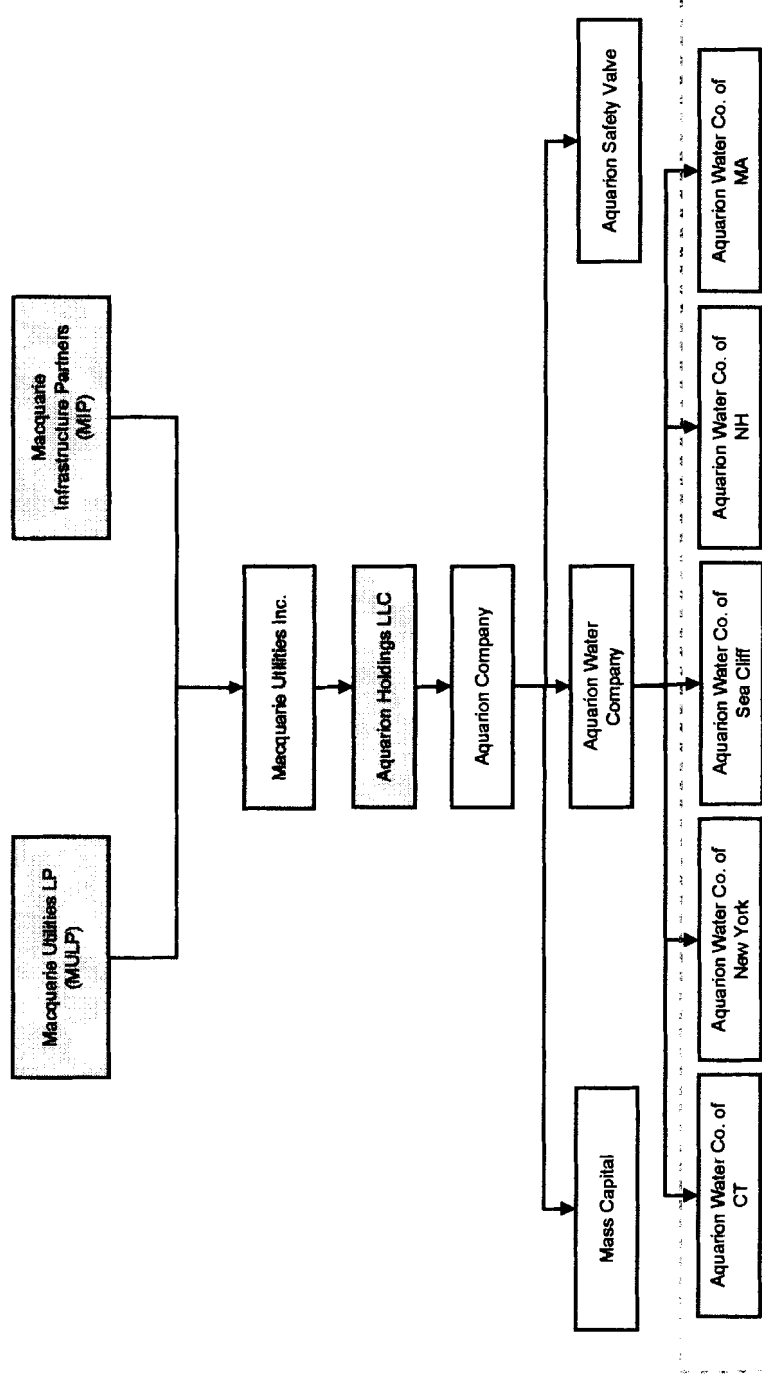 Macquarie Utilities LP
(MULP)
Macquarie
Infrastructure Partners
(MIP)
Macquarie Utilities Inc.
Aquarion Holdings LLC
Aquarion Company
Mass Capital
Aquarion Water
Company
Aquarion Safety Valve
Aquarion Water Co. of
CT
Aquarion Water Co. of
New York
Aquarion Water Co. of
Sea Cliff
Aquarion Water Co. of
NH
Aquarion Water Co. of
MA